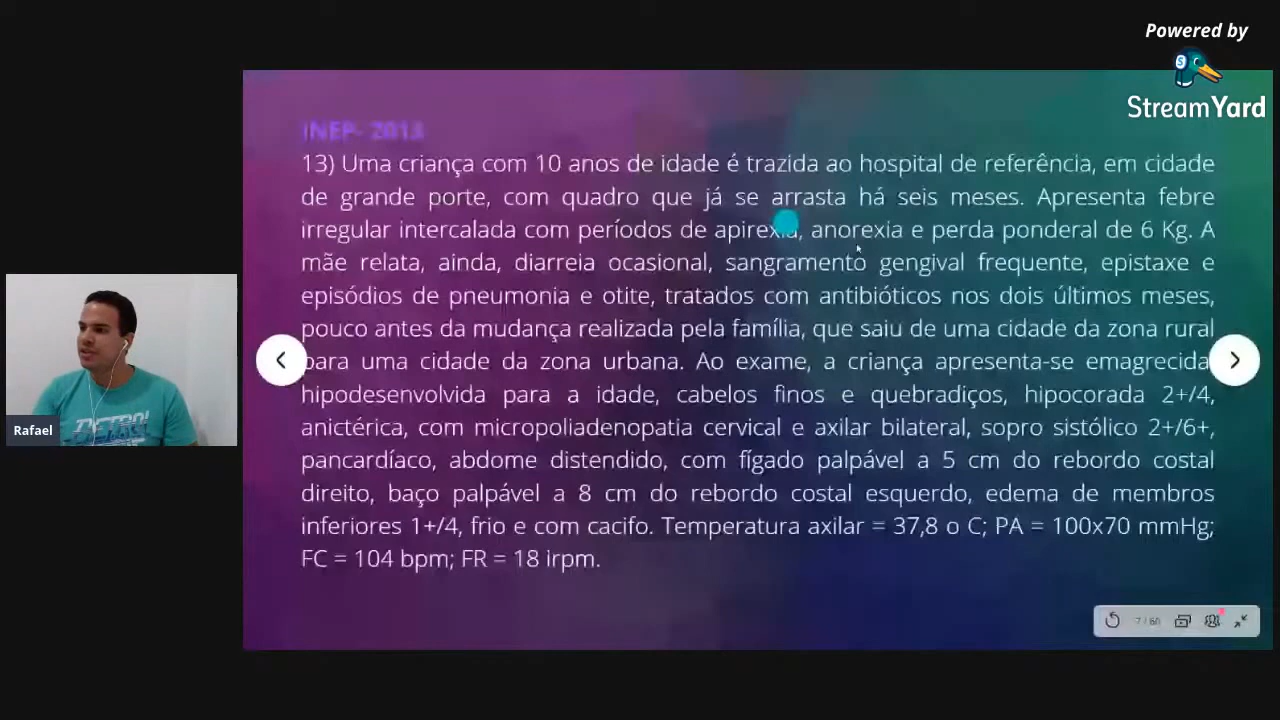 Powered by
StreamYard
INEP- 2013
13) Uma criança com 10 anos de idade é trazida ao hospital de referência, em cidade
de grande porte, com quadro que já se arrasta há seis meses. Apresenta febre
irregular intercalada com períodos de apirexia, anorexia e perda ponderal de 6 Kg. A
mãe relata, ainda, diarreia ocasional, sangramento gengival frequente, epistaxe e
episódios de pneumonia e otite, tratados com antibióticos nos dois últimos meses,
pouco antes da mudança realizada pela família, que saiu de uma cidade da zona rural
para uma cidade da zona urbana. Ao exame, a criança apresenta-se emagrecida,
hipodesenvolvida para a idade, cabelos finos e quebradiços, hipocorada 2+/4,
anictérica, com micropoliadenopatia cervical e axilar bilateral, sopro sistólico 2+/6+,
pancardíaco, abdome distendido, com fígado palpável a 5 cm do rebordo costal
direito, baço palpável a 8 cm do rebordo costal esquerdo, edema de membros
inferiores 1+/4, frio e com cacifo. Temperatura axilar = 37,8 o C; PA = 100x70 mmHg;
FC = 104 bpm; FR = 18 irpm.
Rafael
7 / 60